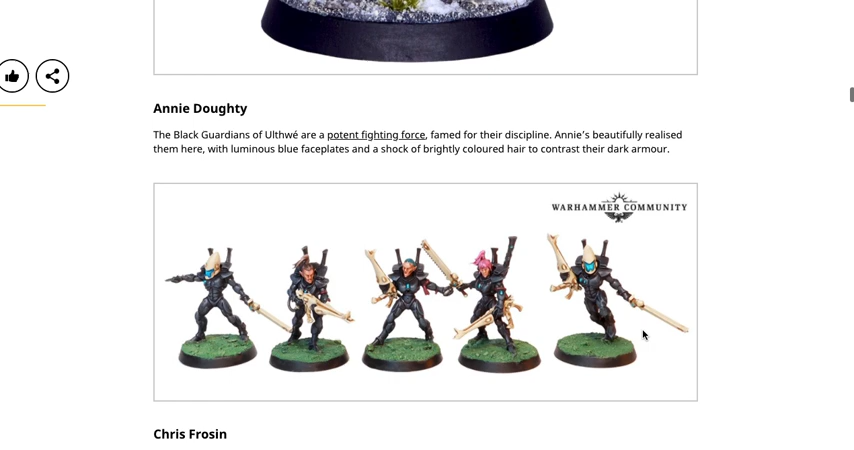 Annie Doughty
The Black Guardians of Ulthwé are a potent fighting force, famed for their discipline. Annie’s beautifully realised
them here, with luminous blue faceplates and a shock of brightly coloured hair to contrast their dark armour.
WARHAMMER COMMUNITY
Chris Frosin